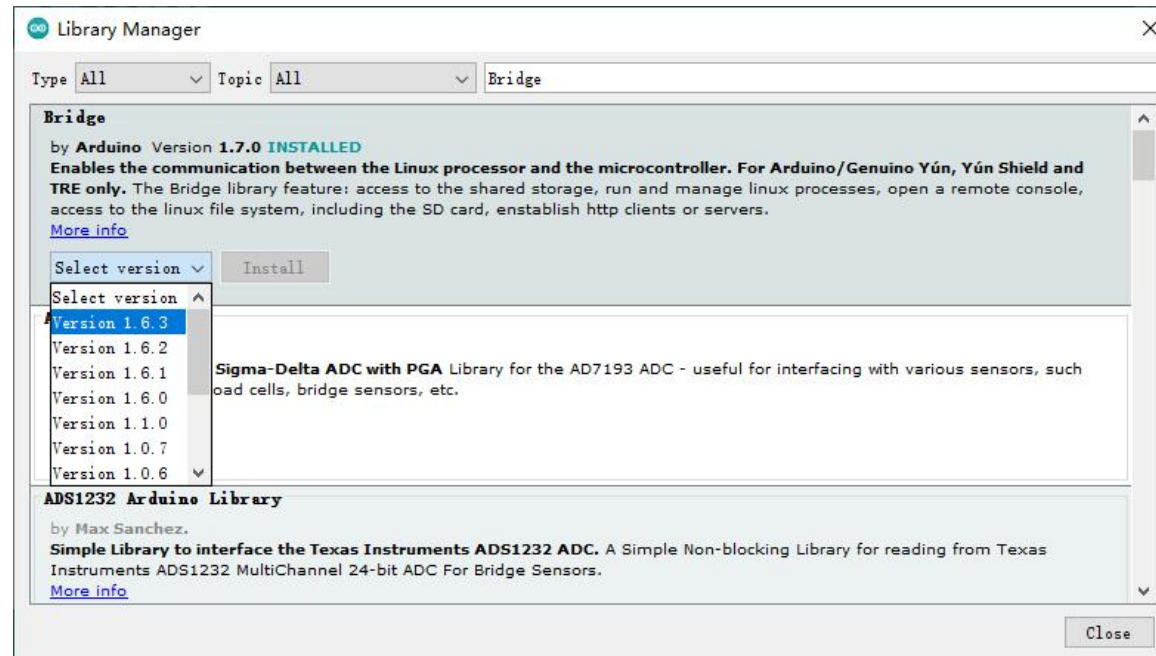 Library Manager
Type All Topic All Bridge
Bridge
by Arduino Version 1.7.0 INSTALLED
Enables the communication between the Linux processor and the microcontroller. For Arduino/Genuino Yún, Yún Shield and
TRE only. The Bridge library feature: access to the shared storage, run and manage linux processes, open a remote console,
access to the linux file system, including the SD card, enstablish http clients or servers.
More info
Select version Install
Select version
Version 1.6.3
Version 1.6.2
Version 1.6.1
Sigma-Delta ADC with PGA Library for the AD7193 ADC - useful for interfacing with various sensors, such
Version 1.6.0
cells, bridge sensors, etc.
Version 1.1.0
Version 1.0.7
Version 1.0.6
ADS1232 Arduino Library
by Max Sanchez.
Simple Library to interface the Texas Instruments ADS1232 ADC. A Simple Non-blocking Library for reading from Texas
Instruments ADS1232 MultiChannel 24-bit ADC For Bridge Sensors.
More info
Close